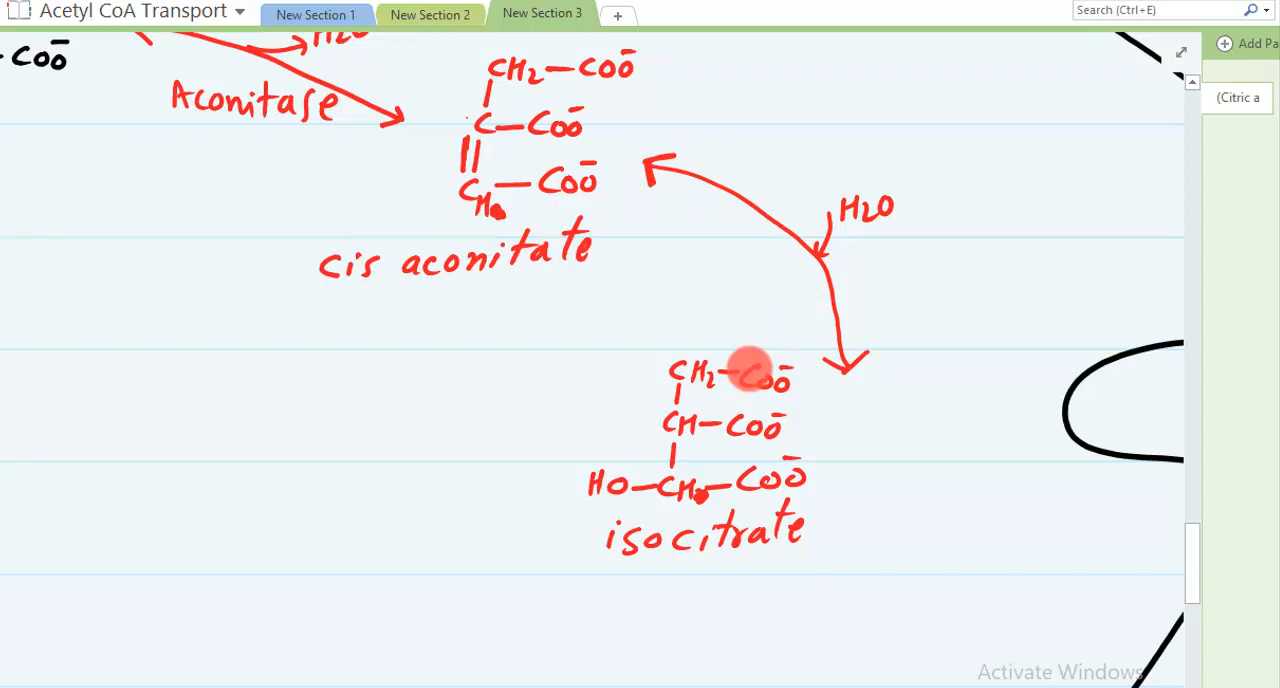 Acetyl CoA Transport
New Section 1
New Section 2
New Section 3
+
Search (Ctrl+E)
Add Pa
(Citric a
H2O
COO⁻
Aconitase
CH2—COO⁻
C—COO⁻
CH—COO⁻
cis aconitate
H2O
CH2—COO⁻
CH—COO⁻
HO—CH—COO⁻
isocitrate
Activate Windows